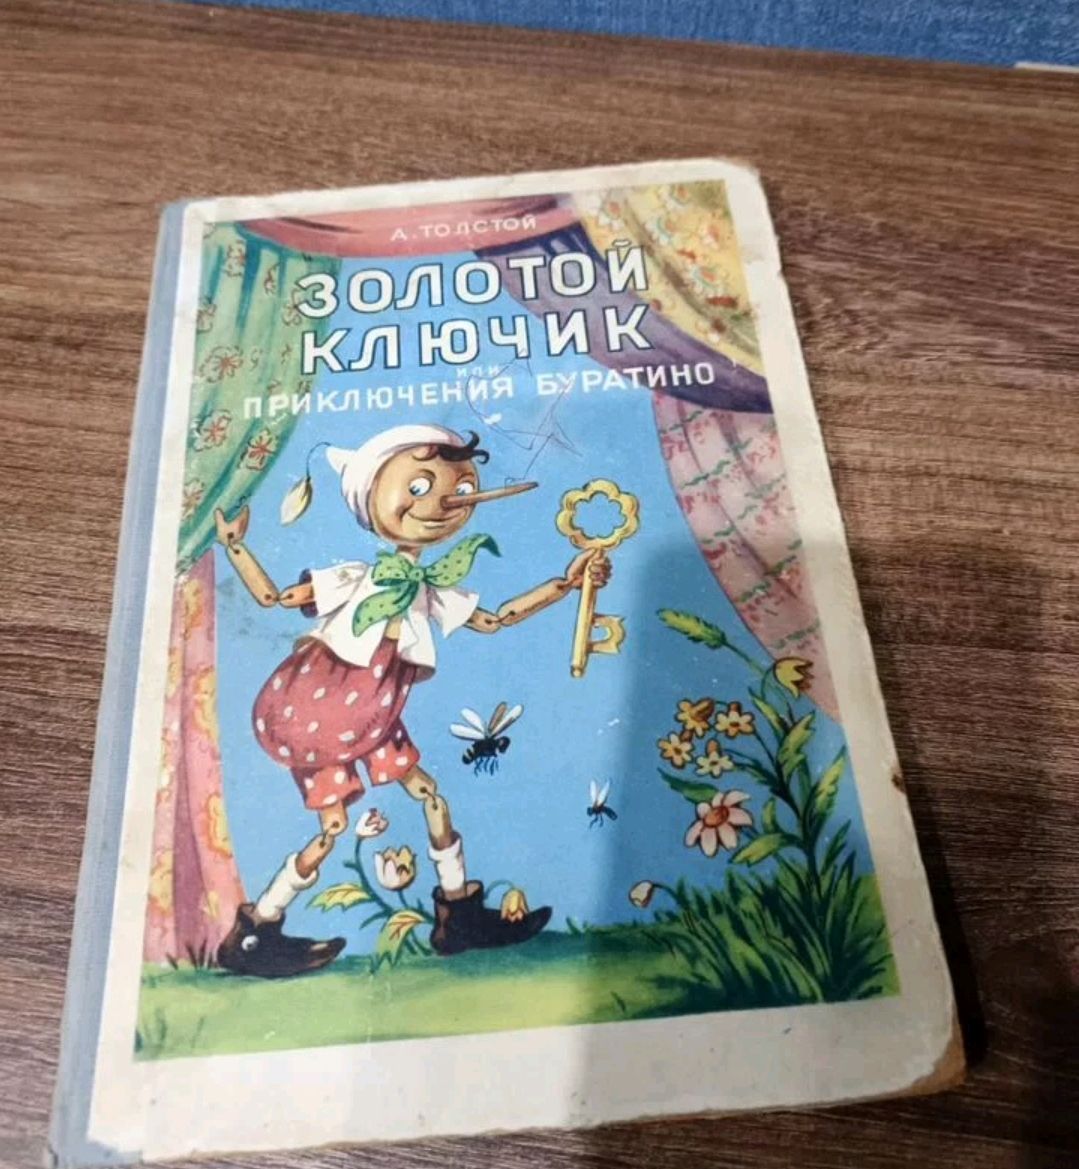 А. ТОЛСТОЙ
ЗОЛОТОЙ
КЛЮЧИК
ИЛИ
ПРИКЛЮЧЕНИЯ БУРАТИНО